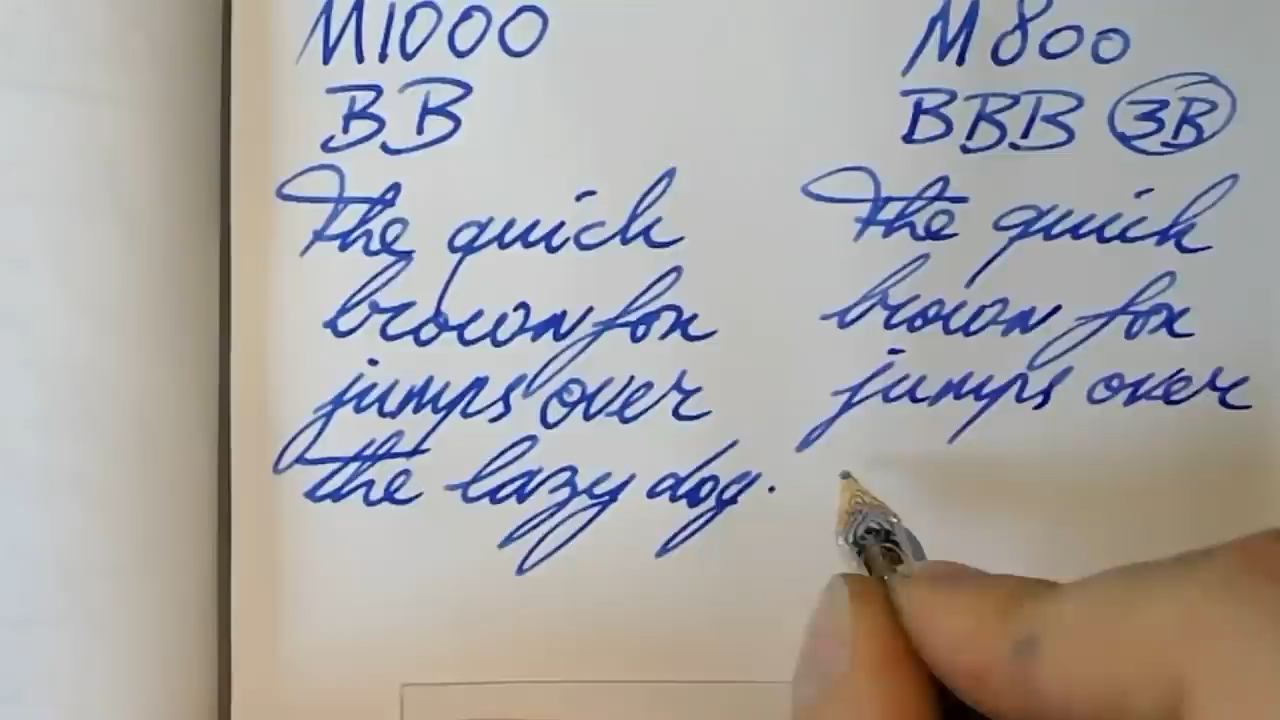 M1000
BB
The quick
brown fox
jumps over
the lazy dog.
M800
BBB 3B
The quick
brown fox
jumps over